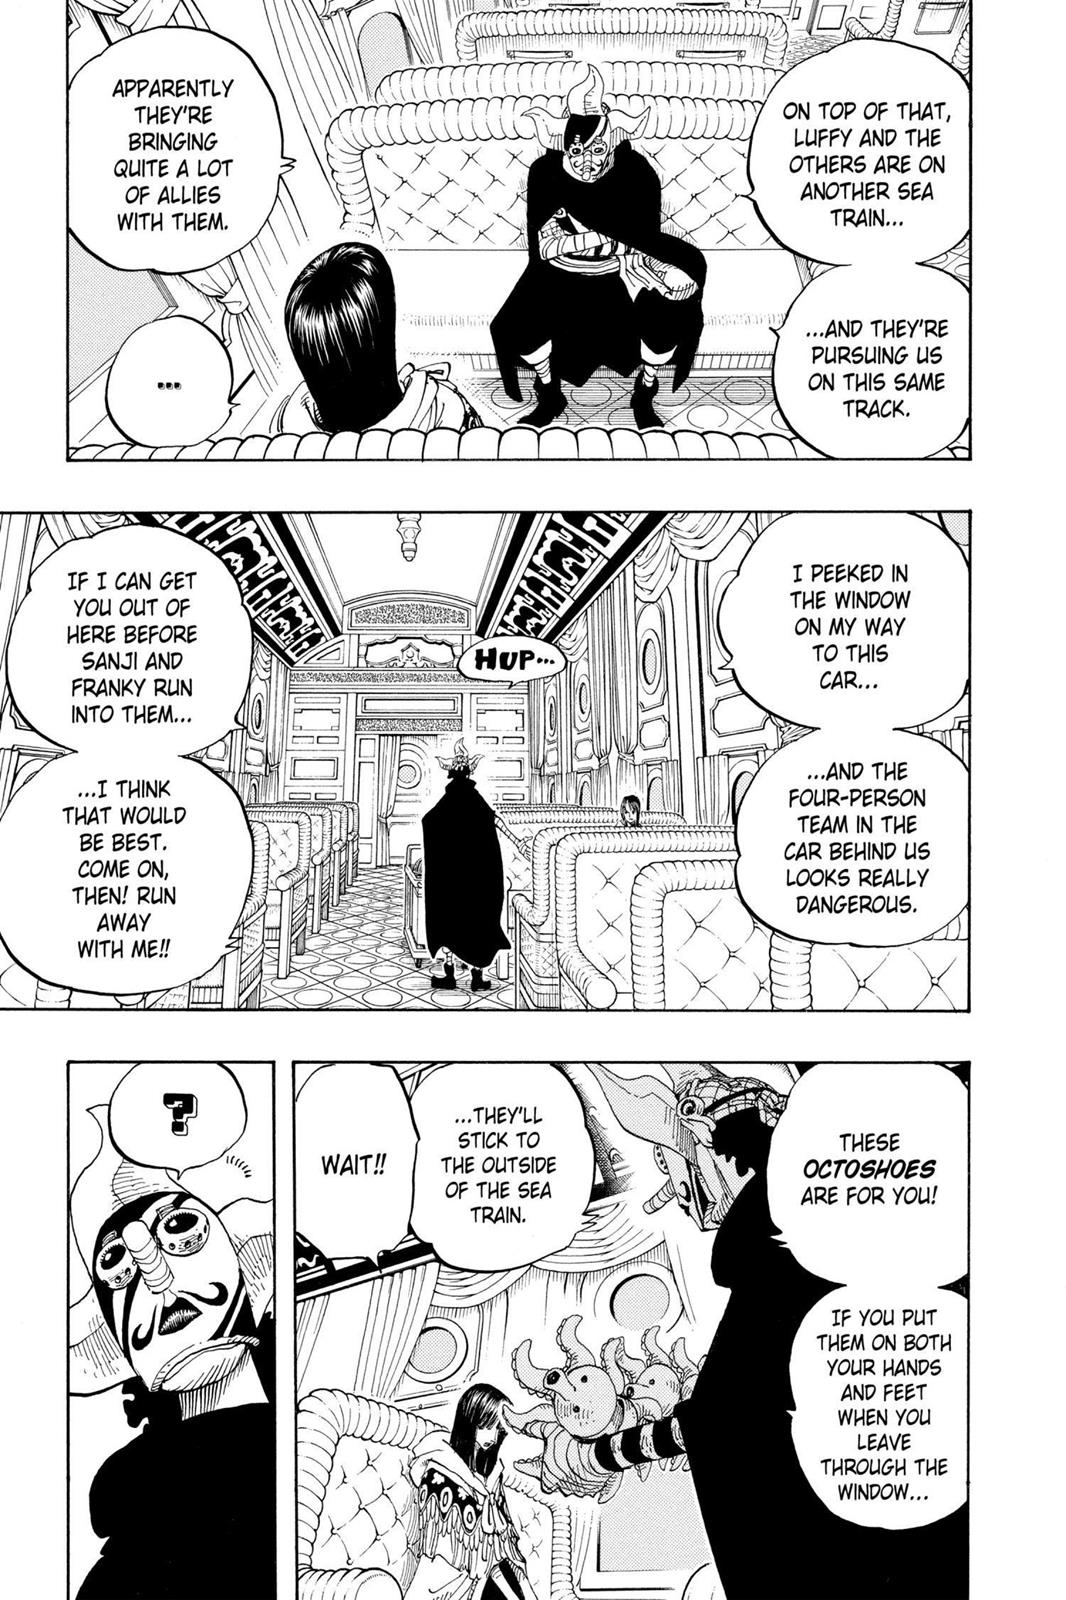 ON TOP OF THAT,
LUFFY AND THE
OTHERS ARE ON
ANOTHER SEA
TRAIN...
...AND THEY'RE
PURSUING US
ON THIS SAME
TRACK.
APPARENTLY
THEY'RE
BRINGING
QUITE A LOT
OF ALLIES
WITH THEM.
...
I PEEKED IN
THE WINDOW
ON MY WAY
TO THIS
CAR...
...AND THE
FOUR-PERSON
TEAM IN THE
CAR BEHIND US
LOOKS REALLY
DANGEROUS.
HUP...
IF I CAN GET
YOU OUT OF
HERE BEFORE
SANJI AND
FRANKY RUN
INTO THEM...
...I THINK
THAT WOULD
BE BEST.
COME ON,
THEN! RUN
AWAY
WITH ME!!
THESE
OCTOSHOES
ARE FOR YOU!
IF YOU PUT
THEM ON BOTH
YOUR HANDS
AND FEET
WHEN YOU
LEAVE
THROUGH THE
WINDOW...
...THEY'LL
STICK TO
THE OUTSIDE
OF THE SEA
TRAIN.
WAIT!!
?